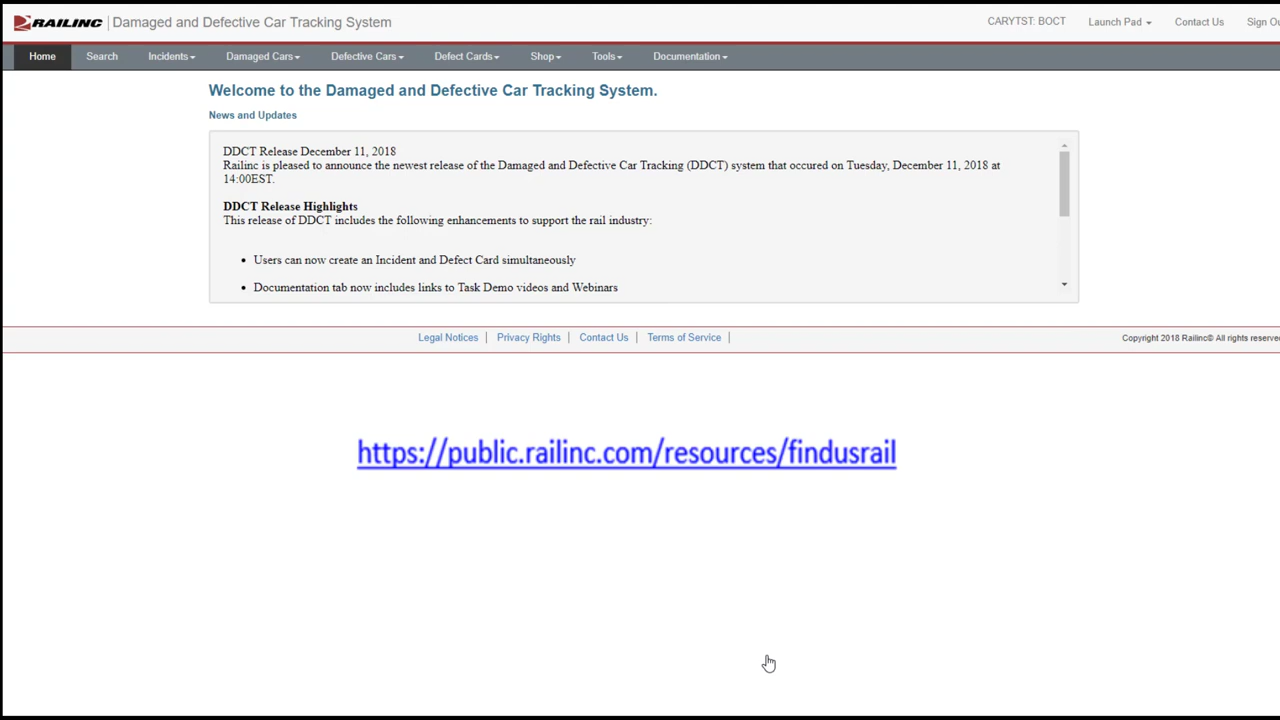 RAILINC Damaged and Defective Car Tracking System CARYTST: BOCT Launch Pad Contact Us Sign Ou
Home Search Incidents Damaged Cars Defective Cars Defect Cards Shop Tools Documentation
Welcome to the Damaged and Defective Car Tracking System.
News and Updates
DDCT Release December 11, 2018
Railinc is pleased to announce the newest release of the Damaged and Defective Car Tracking (DDCT) system that occured on Tuesday, December 11, 2018 at
14:00EST.
DDCT Release Highlights
This release of DDCT includes the following enhancements to support the rail industry:
• Users can now create an Incident and Defect Card simultaneously
• Documentation tab now includes links to Task Demo videos and Webinars
Legal Notices | Privacy Rights | Contact Us | Terms of Service |
Copyright 2018 Railinc© All rights reserve
https://public.railinc.com/resources/findusrail